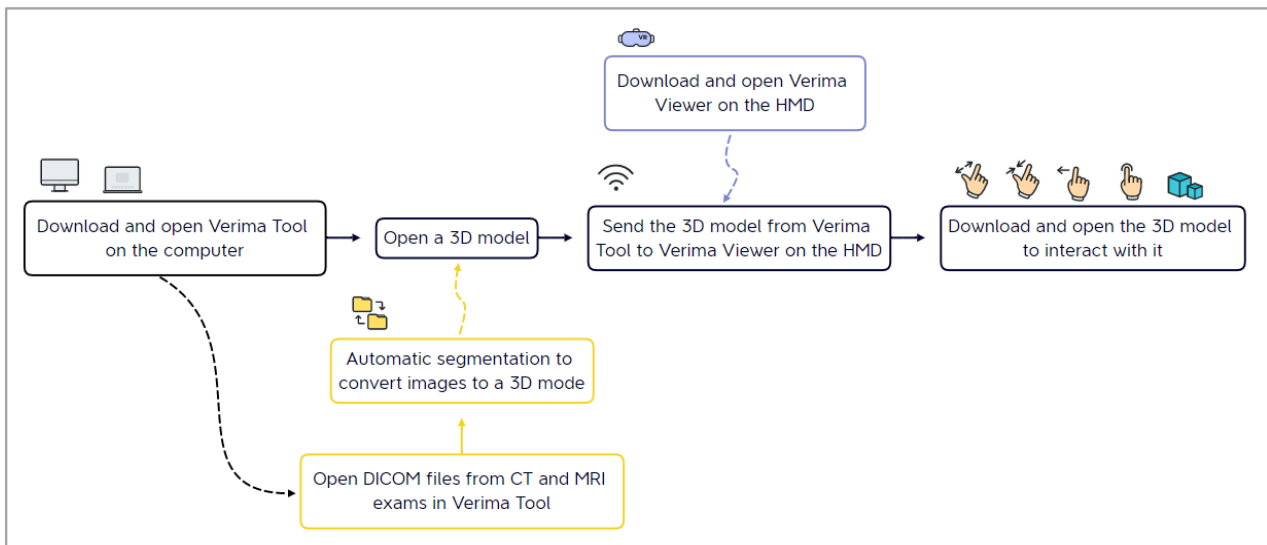 VR
Download and open Verima
Viewer on the HMD
Download and open Verima Tool
on the computer
Open a 3D model
Send the 3D model from Verima
Tool to Verima Viewer on the HMD
Download and open the 3D model
to interact with it
Automatic segmentation to
convert images to a 3D mode
Open DICOM files from CT and MRI
exams in Verima Tool